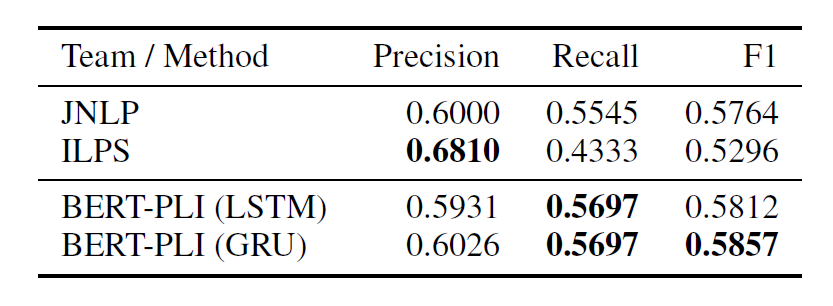 Team / Method Precision Recall F1
JNLP 0.6000 0.5545 0.5764
ILPS 0.6810 0.4333 0.5296
BERT-PLI (LSTM) 0.5931 0.5697 0.5812
BERT-PLI (GRU) 0.6026 0.5697 0.5857